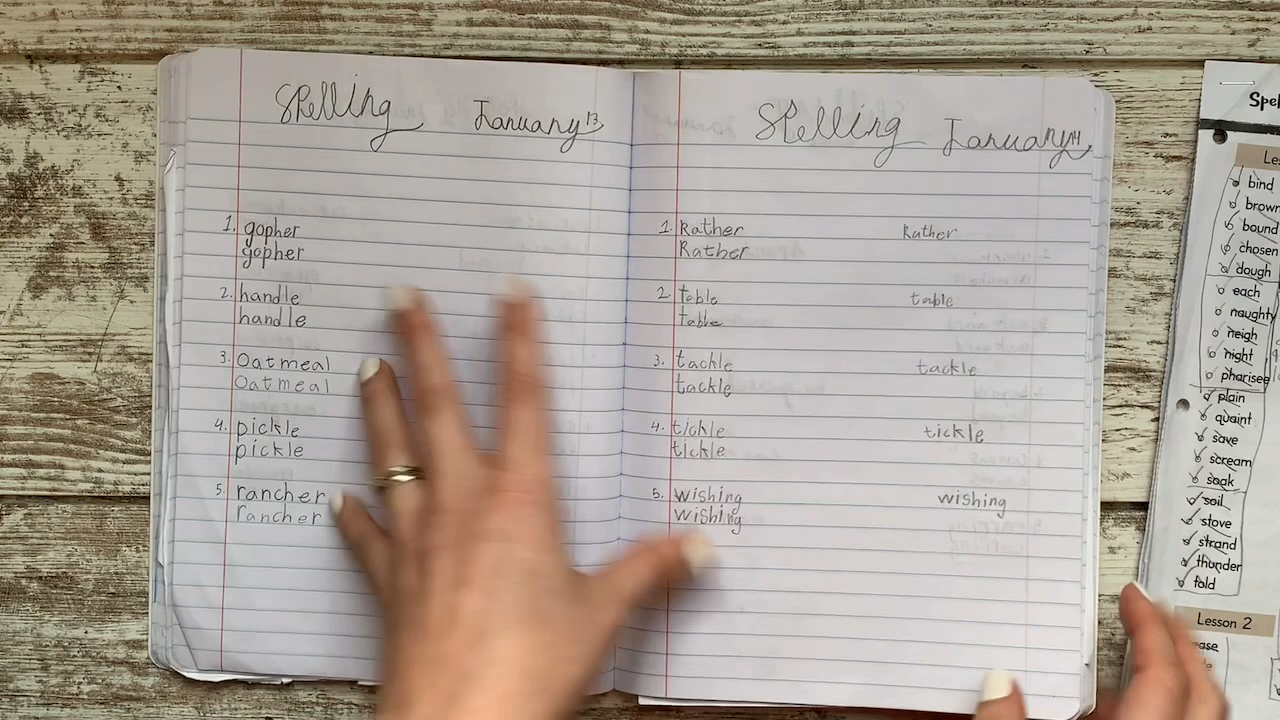 Spelling January 13
1. gopher
gopher
2. handle
handle
3. Oatmeal
Oatmeal
4. pickle
pickle
5. rancher
rancher
Spelling January 14
1. Rather Rather
Rather
2. table table
table
3. tackle tackle
tackle
4. tickle tickle
tickle
5. wishing wishing
wishing
bind
brown
bound
chosen
dough
each
naughty
neigh
night
pharisee
plain
quaint
save
scream
soak
soil
stove
strand
thunder
told
Lesson 2